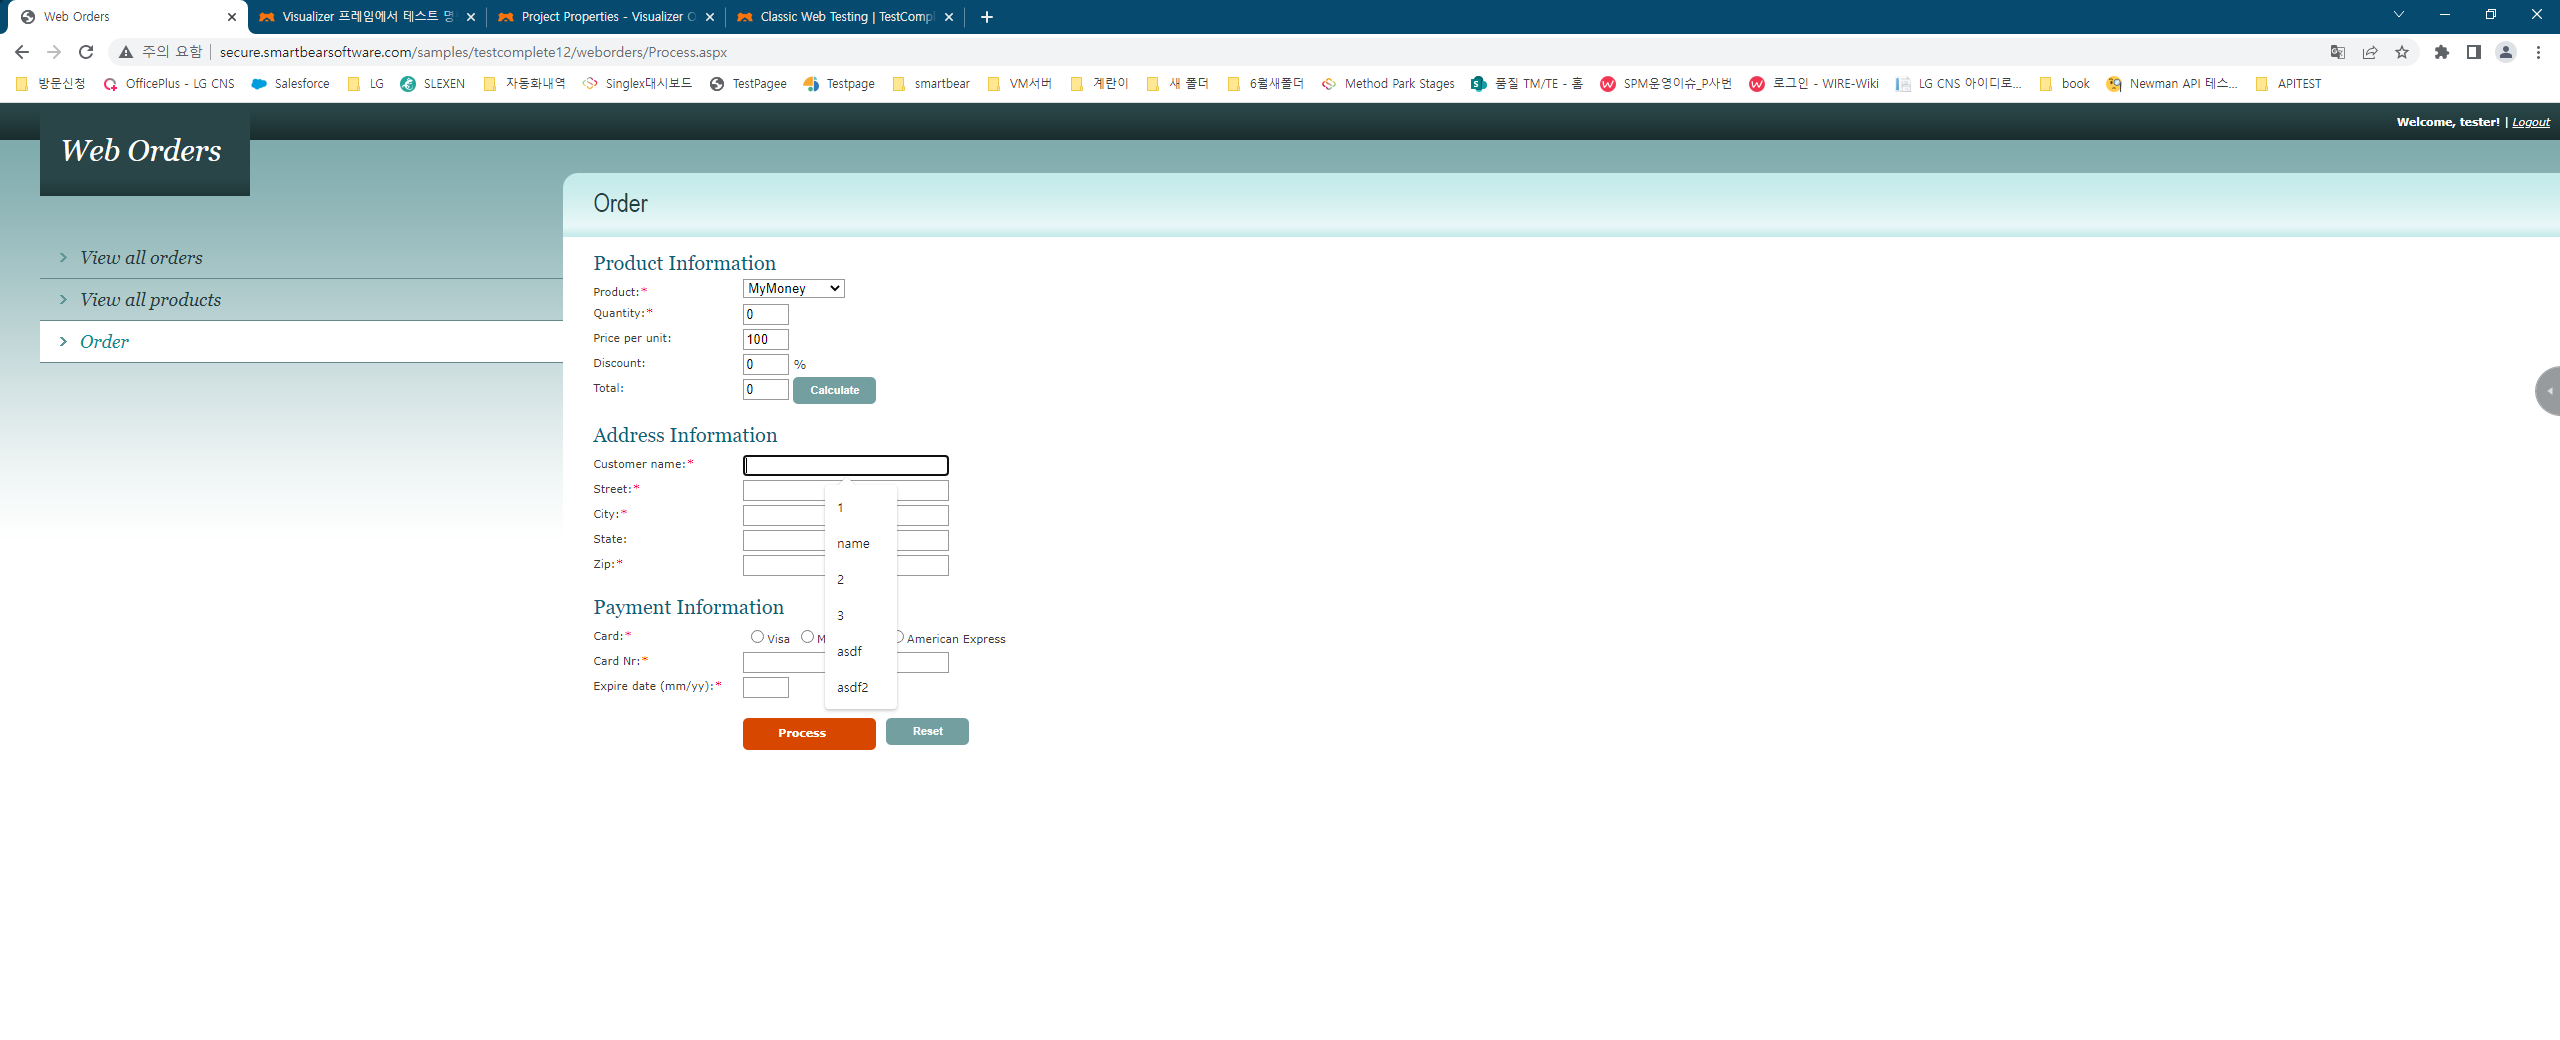 Web Orders
Visualizer 프레임에서 테스트 명
Project Properties - Visualizer O
Classic Web Testing | TestCompl
주의 요함
secure.smartbearsoftware.com/samples/testcomplete12/weborders/Process.aspx
방문신청 OfficePlus - LG CNS Salesforce LG SLEXEN 자동화내역 Singlex대시보드 TestPagee Testpage smartbear VM서버 계란이 새 폴더 6월새폴더 Method Park Stages 품질 TM/TE - 홈 SPM운영이슈_P사번 로그인 - WIRE-Wiki LG CNS 아이디로... book Newman API 테스... APITEST
Welcome, tester! | Logout
Web Orders
View all orders
View all products
Order
Order
Product Information
Product:* MyMoney
Quantity:* 0
Price per unit: 100
Discount: 0 %
Total: 0 Calculate
Address Information
Customer name:*
Street:*
City:*
State:
Zip:*
1
name
2
3
asdf
asdf2
Payment Information
Card:* Visa M American Express
Card Nr:*
Expire date (mm/yy):*
Process Reset